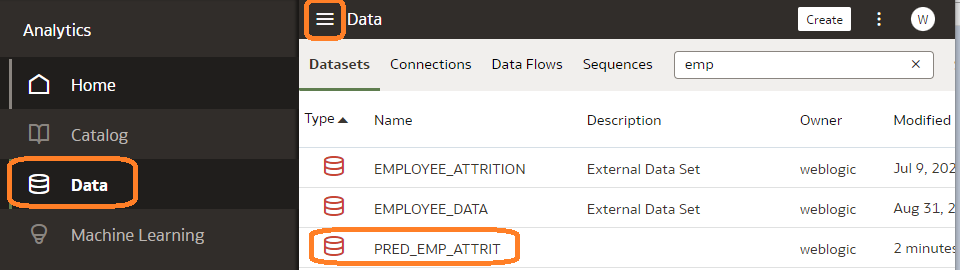 Analytics
Home
Catalog
Data
Machine Learning
Data
Create
W
Datasets Connections Data Flows Sequences emp
Type Name Description Owner Modified
EMPLOYEE_ATTRITION External Data Set weblogic Jul 9, 202
EMPLOYEE_DATA External Data Set weblogic Aug 31, 2
PRED_EMP_ATTRIT weblogic 2 minutes